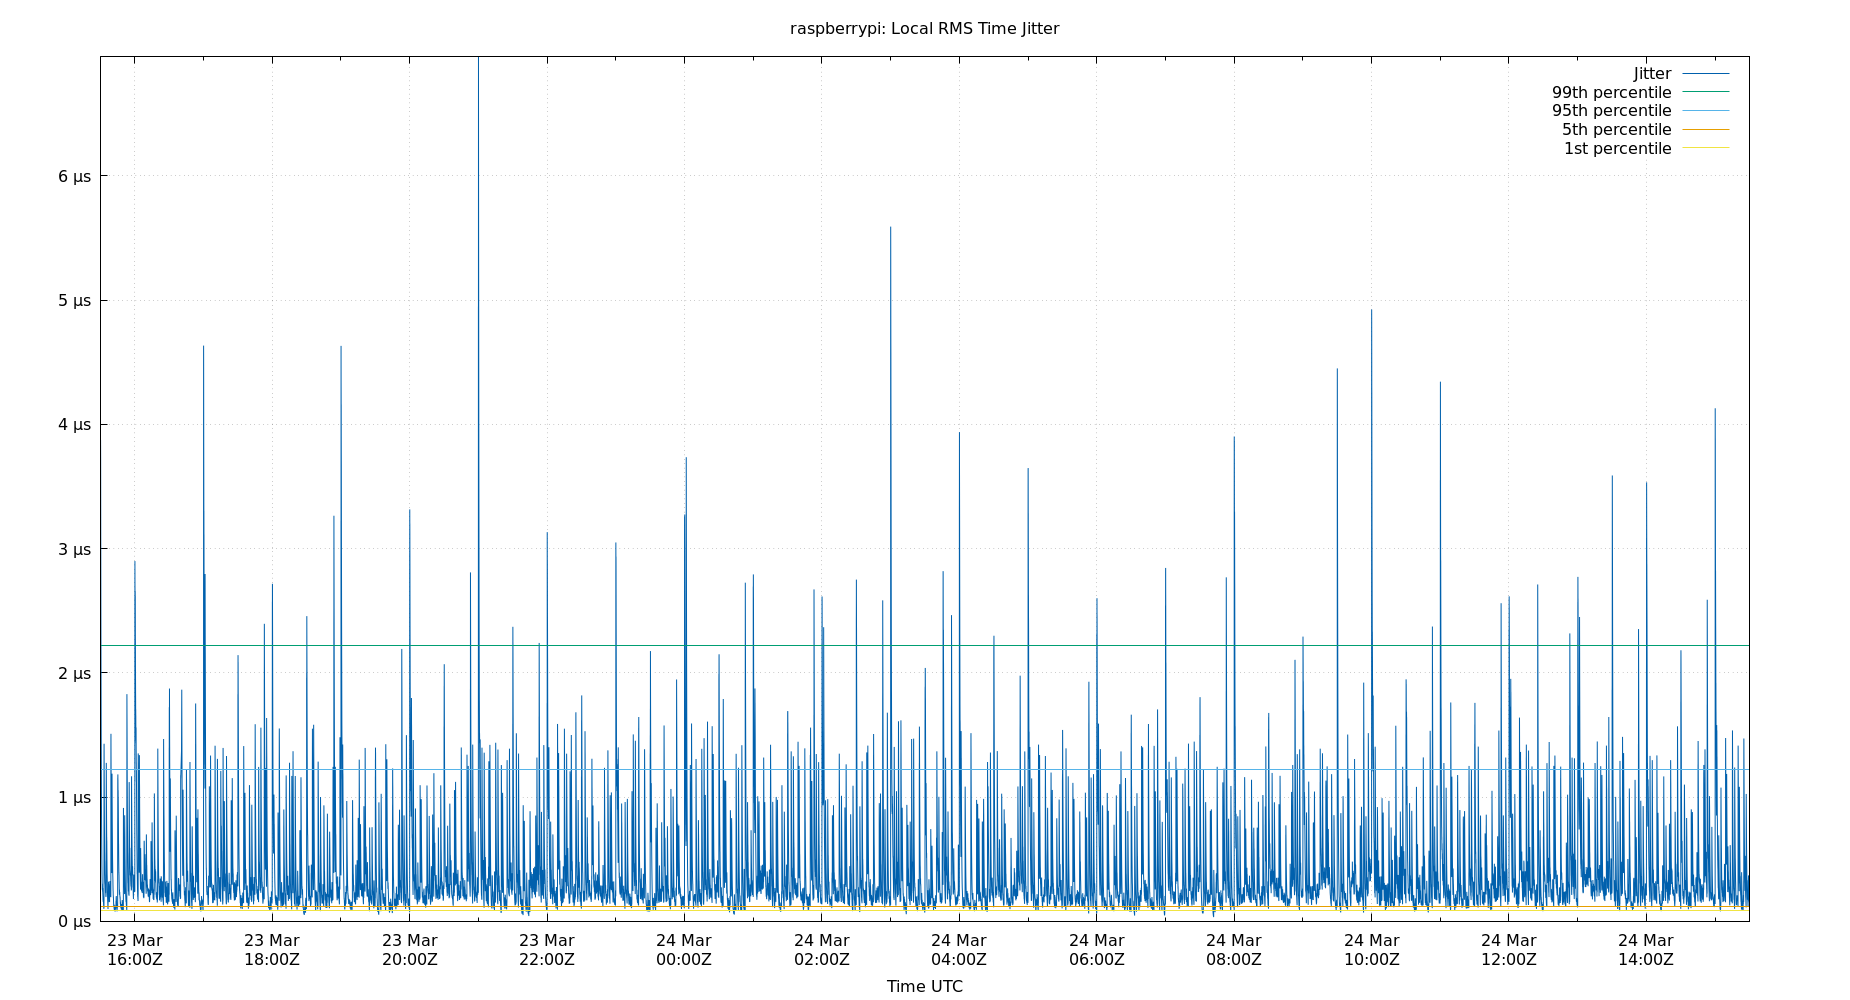 raspberrypi: Local RMS Time Jitter
Jitter
99th percentile
95th percentile
5th percentile
1st percentile
6 µs
5 µs
4 µs
3 µs
2 µs
1 µs
0 µs
23 Mar 23 Mar 23 Mar 23 Mar 24 Mar 24 Mar 24 Mar 24 Mar 24 Mar 24 Mar 24 Mar 24 Mar
16:00Z 18:00Z 20:00Z 22:00Z 00:00Z 02:00Z 04:00Z 06:00Z 08:00Z 10:00Z 12:00Z 14:00Z
Time UTC